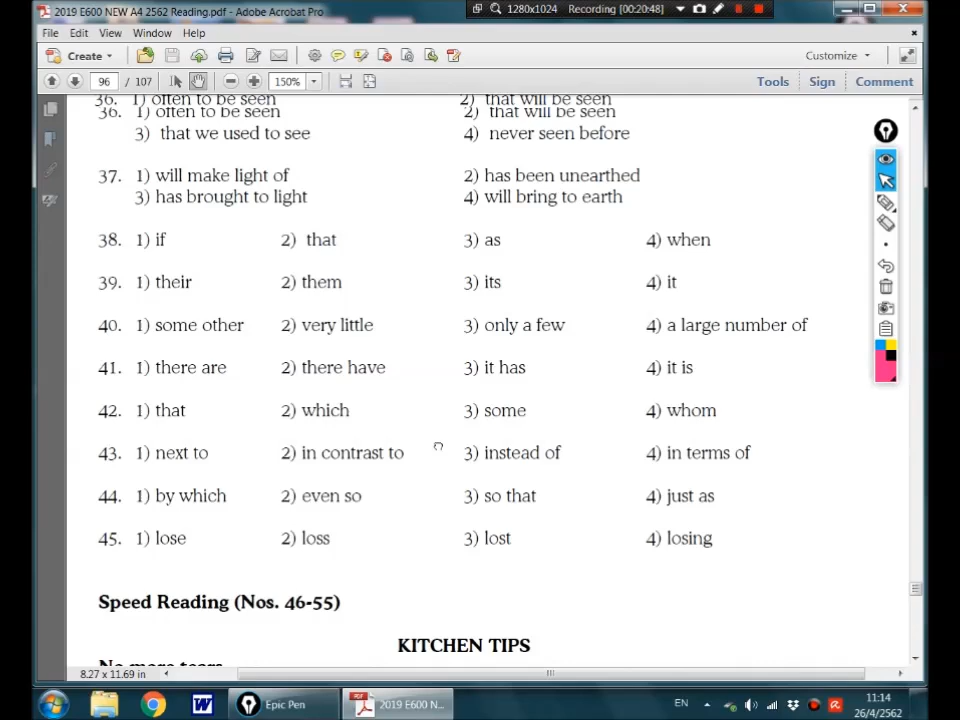 2019 E600 NEW A4 2562 Reading.pdf - Adobe Acrobat Pro
1280x1024 Recording [00:20:48]
File Edit View Window Help
Create Customize
96 / 107 150% Tools Sign Comment
36. 1) often to be seen 2) that will be seen
36. 1) often to be seen 2) that will be seen
3) that we used to see 4) never seen before
37. 1) will make light of 2) has been unearthed
3) has brought to light 4) will bring to earth
38. 1) if 2) that 3) as 4) when
39. 1) their 2) them 3) its 4) it
40. 1) some other 2) very little 3) only a few 4) a large number of
41. 1) there are 2) there have 3) it has 4) it is
42. 1) that 2) which 3) some 4) whom
43. 1) next to 2) in contrast to 3) instead of 4) in terms of
44. 1) by which 2) even so 3) so that 4) just as
45. 1) lose 2) loss 3) lost 4) losing
Speed Reading (Nos. 46-55)
KITCHEN TIPS
No more tears
8.27 x 11.69 in
Epic Pen 2019 E600 N... EN 11:14
26/4/2562